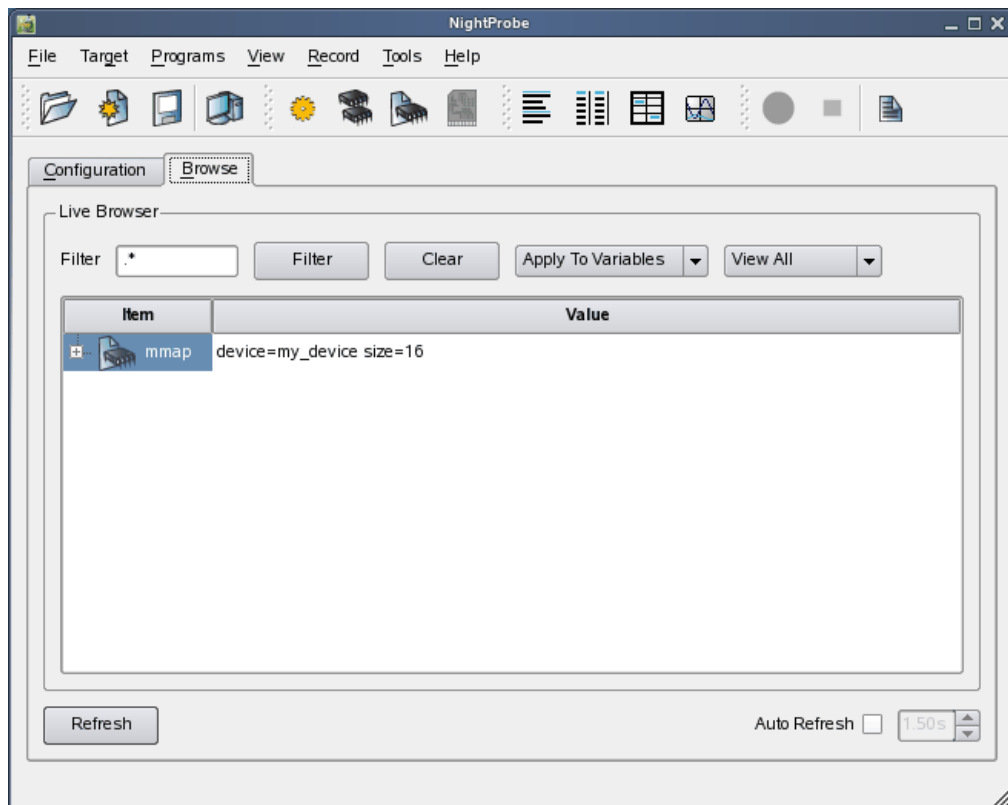 NightProbe
File Target Programs View Record Tools Help
Configuration Browse
Live Browser
Filter .* Filter Clear Apply To Variables View All
Item Value
mmap device=my_device size=16
Refresh Auto Refresh 1.50s